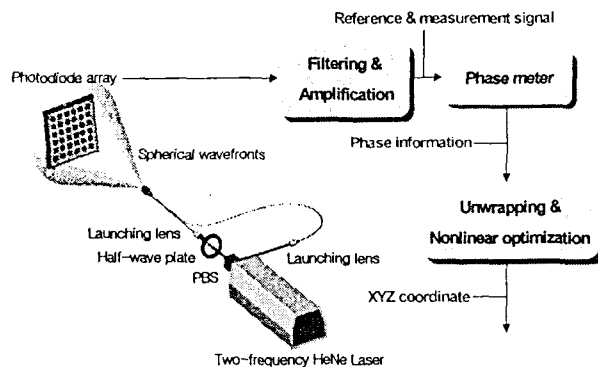 Reference & measurement signal
Photodiode array
Filtering &
Amplification
Phase meter
Spherical wavefronts
Phase information
Launching lens
Half-wave plate
PBS
Launching lens
Unwrapping &
Nonlinear optimization
XYZ coordinate
Two-frequency HeNe Laser